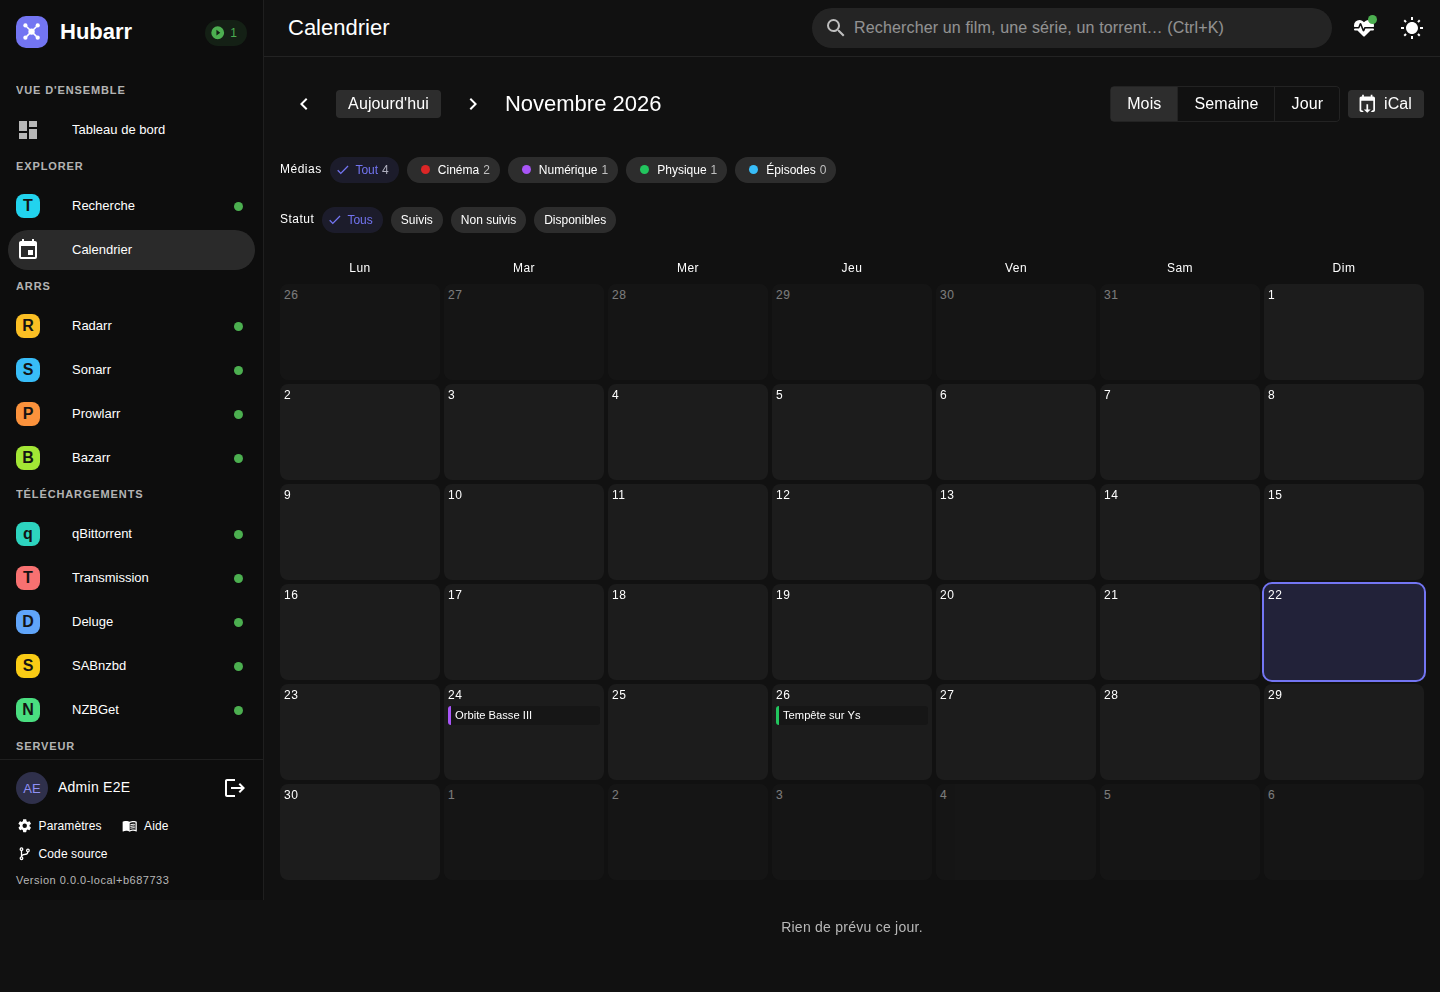 Hubarr
1
Calendrier
Rechercher un film, une série, un torrent… (Ctrl+K)
VUE D'ENSEMBLE
Tableau de bord
EXPLORER
T Recherche
Calendrier
ARRS
R Radarr
S Sonarr
P Prowlarr
B Bazarr
TÉLÉCHARGEMENTS
q qBittorrent
T Transmission
D Deluge
S SABnzbd
N NZBGet
SERVEUR
AE Admin E2E
Paramètres Aide
Code source
Version 0.0.0-local+b687733
Aujourd'hui Novembre 2026 Mois Semaine Jour iCal
Médias Tout 4 Cinéma 2 Numérique 1 Physique 1 Épisodes 0
Statut Tous Suivis Non suivis Disponibles
Lun Mar Mer Jeu Ven Sam Dim
26 27 28 29 30 31 1
2 3 4 5 6 7 8
9 10 11 12 13 14 15
16 17 18 19 20 21 22
23 24 25 26 27 28 29
Orbite Basse III Tempête sur Ys
30 1 2 3 4 5 6
Rien de prévu ce jour.